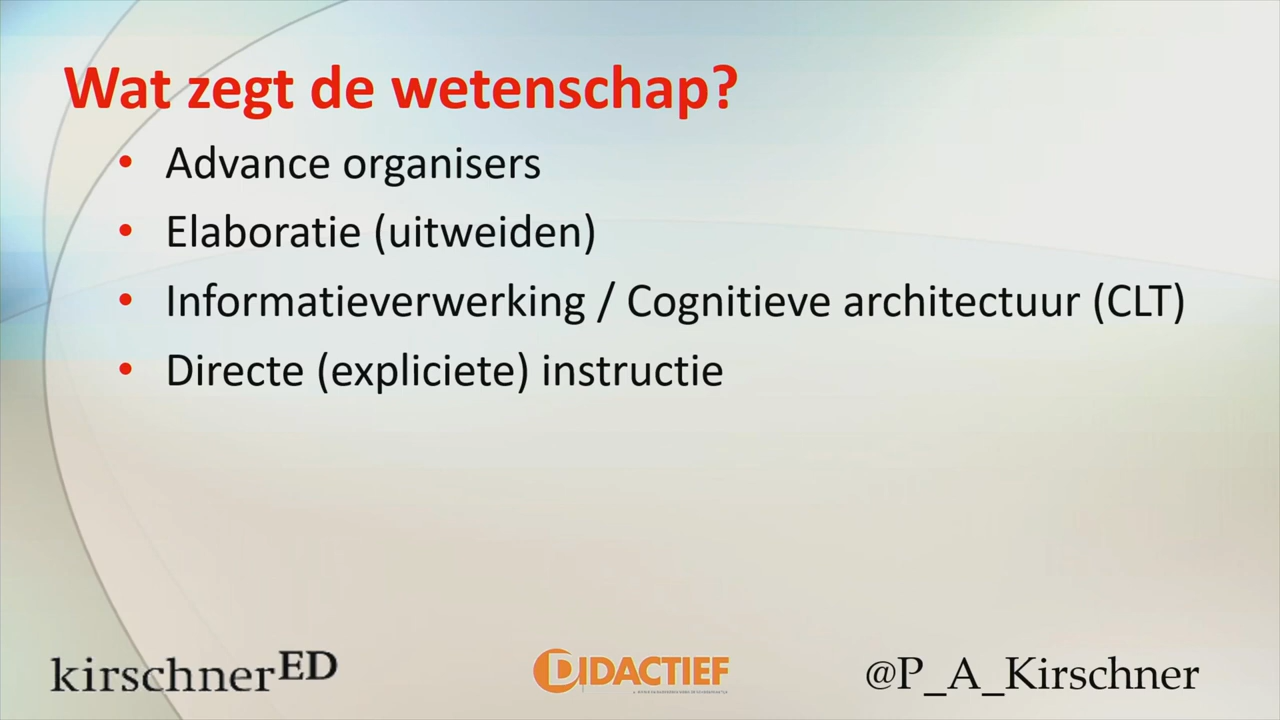 Wat zegt de wetenschap?
• Advance organisers
• Elaboratie (uitweiden)
• Informatieverwerking / Cognitieve architectuur (CLT)
• Directe (expliciete) instructie
kirschnerED
DIDACTIEF
@P_A_Kirschner